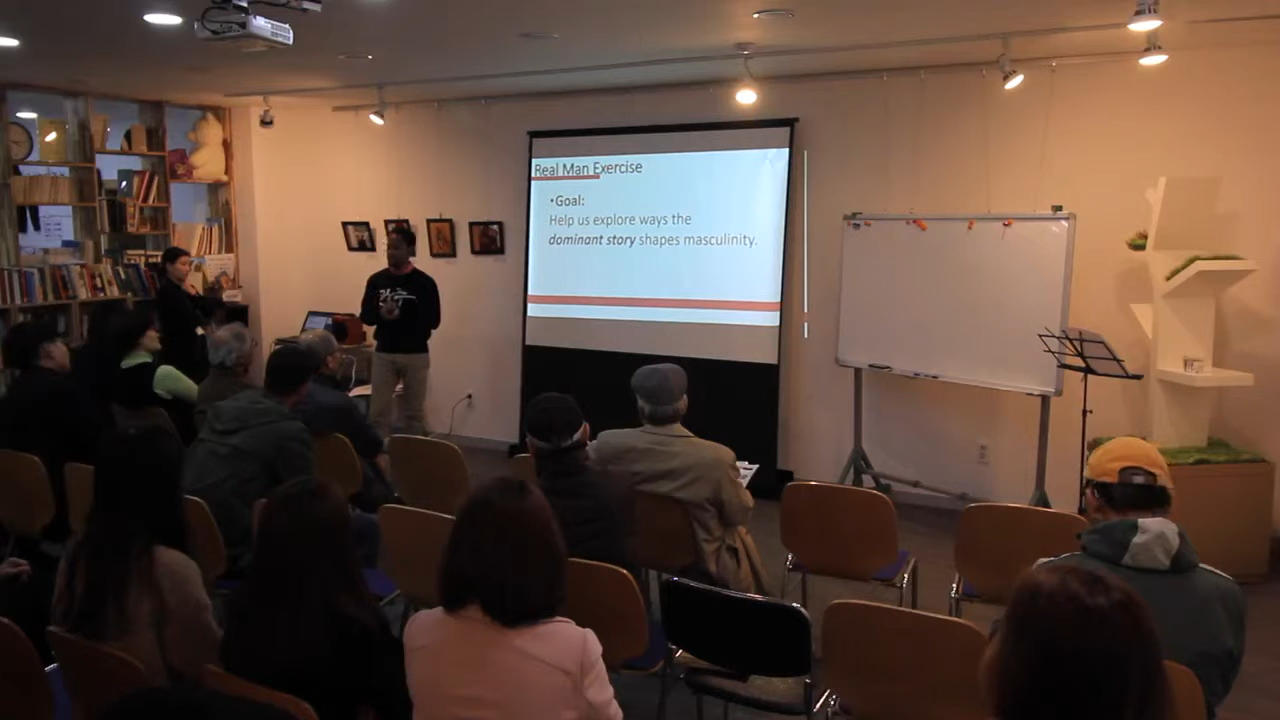 Real Man Exercise
•Goal:
Help us explore ways the
dominant story shapes masculinity.